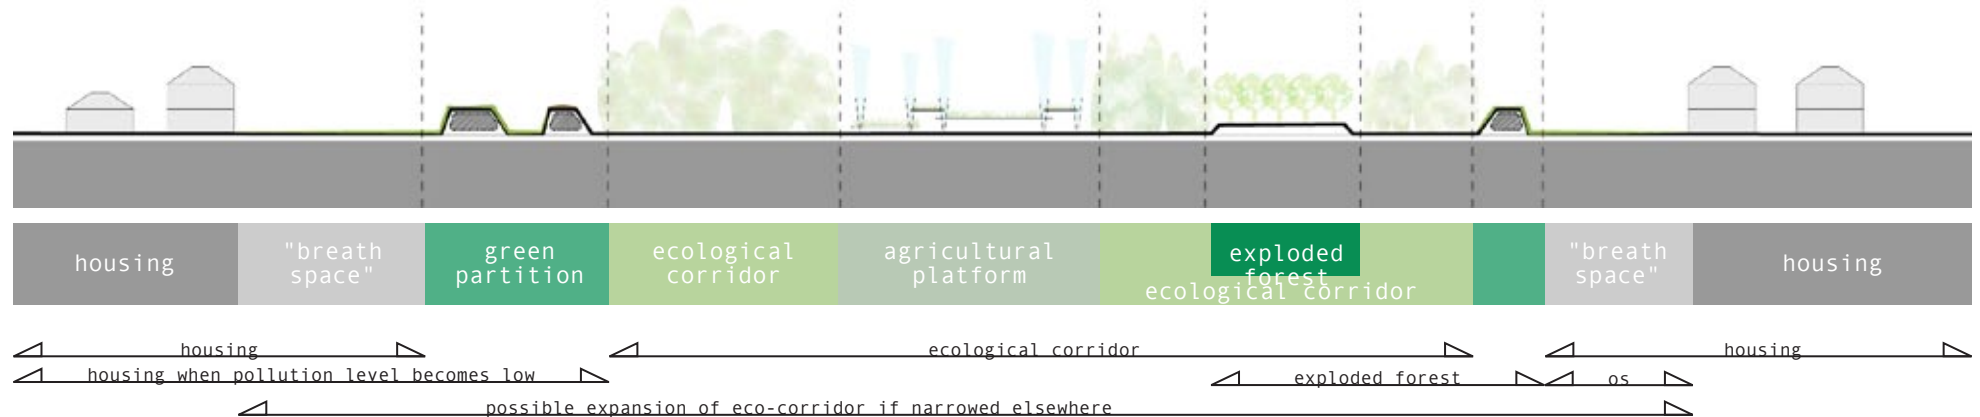 housing
"breath
space"
green
partition
ecological
corridor
agricultural
platform
exploded
forest
ecological corridor
"breath
space"
housing
housing
ecological corridor
housing
housing when pollution level becomes low
exploded forest
os
possible expansion of eco-corridor if narrowed elsewhere